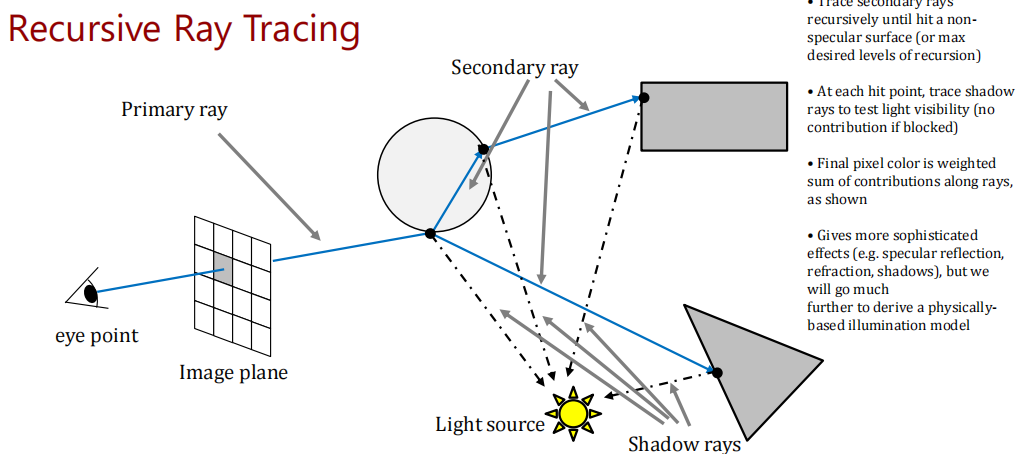 Recursive Ray Tracing
• Trace secondary rays
recursively until hit a non-
specular surface (or max
desired levels of recursion)
• At each hit point, trace shadow
rays to test light visibility (no
contribution if blocked)
• Final pixel color is weighted
sum of contributions along rays,
as shown
• Gives more sophisticated
effects (e.g. specular reflection,
refraction, shadows), but we
will go much
further to derive a physically-
based illumination model
Secondary ray
Primary ray
eye point
Image plane
Light source
Shadow rays